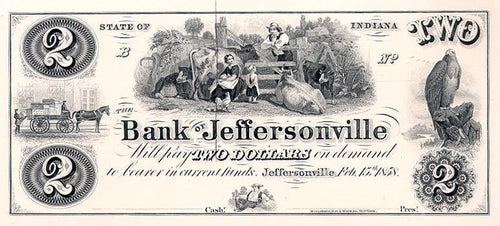 2
STATE OF INDIANA TWO
B Nº
THE
Bank OF Jeffersonville
Will pay TWO DOLLARS on demand
to bearer in current funds. Jeffersonville Feb. 15th 1858.
2 2
Cash! Pres!